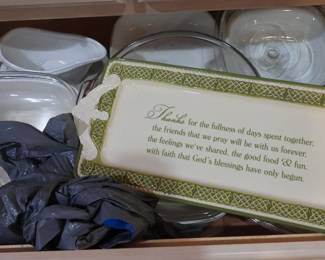 Thanks for the fullness of days spent together,
the friends that we pray will be with us forever,
the feelings we've shared, the good food & fun,
with faith that God's blessings have only begun.